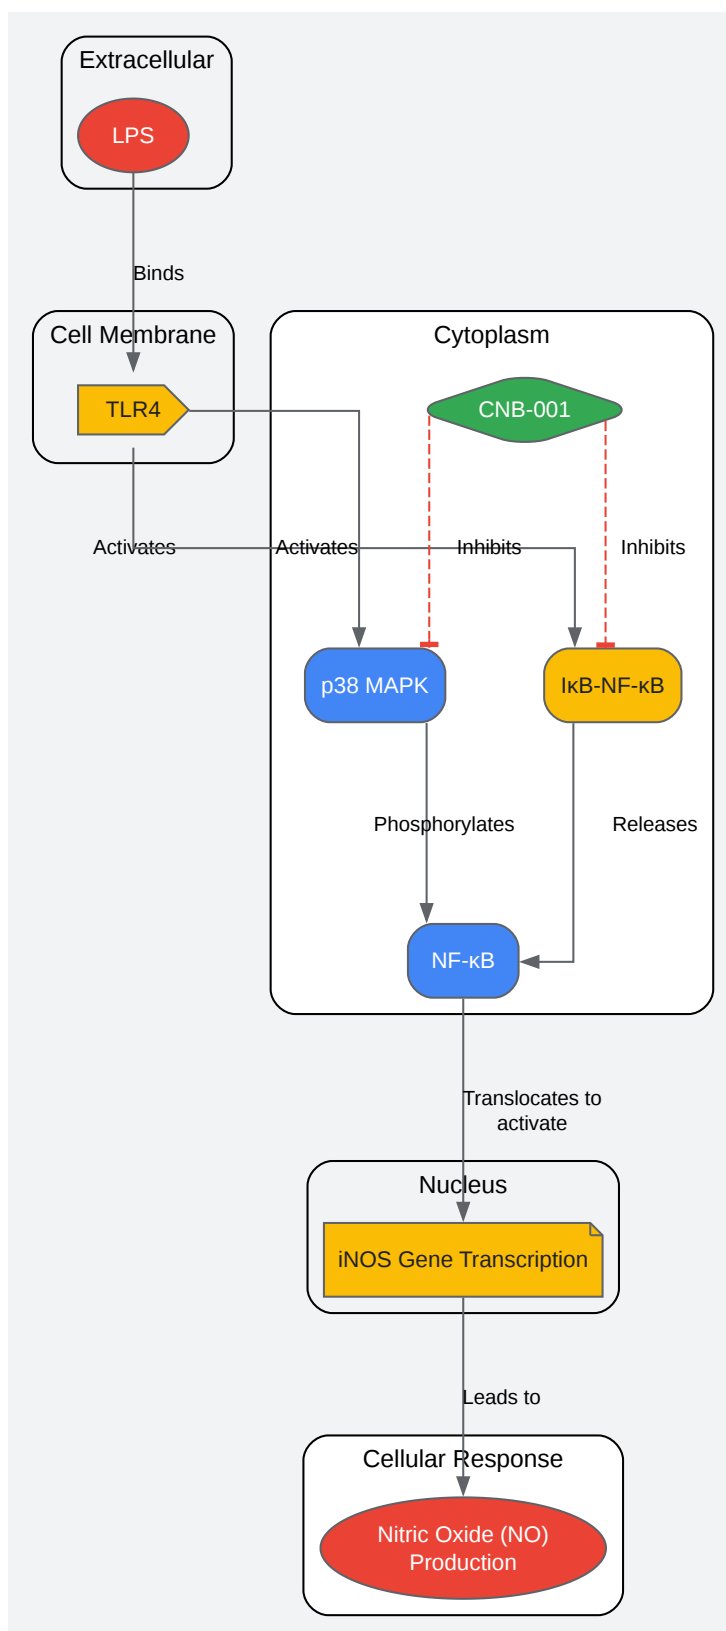 Extracellular
LPS
Binds
Cell Membrane
Cytoplasm
TLR4
CNB-001
Activates
Activates
Inhibits
Inhibits
p38 MAPK
IκB-NF-κB
Phosphorylates
Releases
NF-κB
Translocates to
activate
Nucleus
iNOS Gene Transcription
Leads to
Cellular Response
Nitric Oxide (NO)
Production